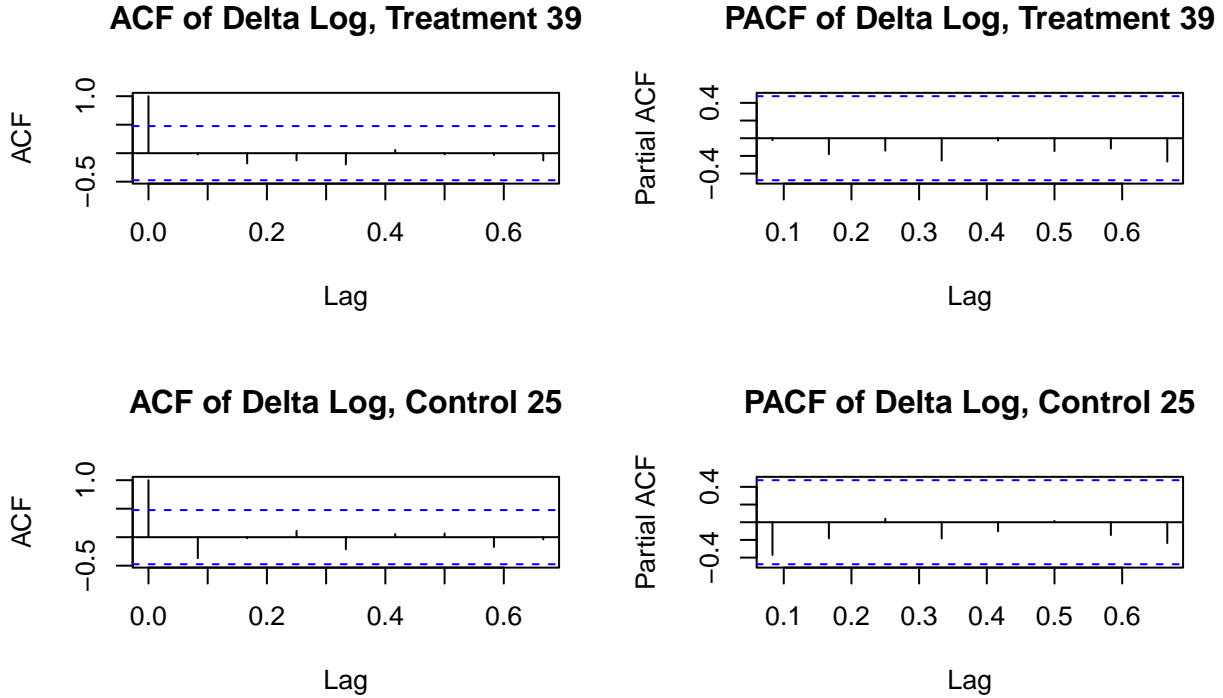 ACF of Delta Log, Treatment 39
ACF
1.0
−0.5
0.0 0.2 0.4 0.6
Lag
PACF of Delta Log, Treatment 39
Partial ACF
0.4
−0.4
0.1 0.2 0.3 0.4 0.5 0.6
Lag
ACF of Delta Log, Control 25
ACF
1.0
−0.5
0.0 0.2 0.4 0.6
Lag
PACF of Delta Log, Control 25
Partial ACF
0.4
−0.4
0.1 0.2 0.3 0.4 0.5 0.6
Lag